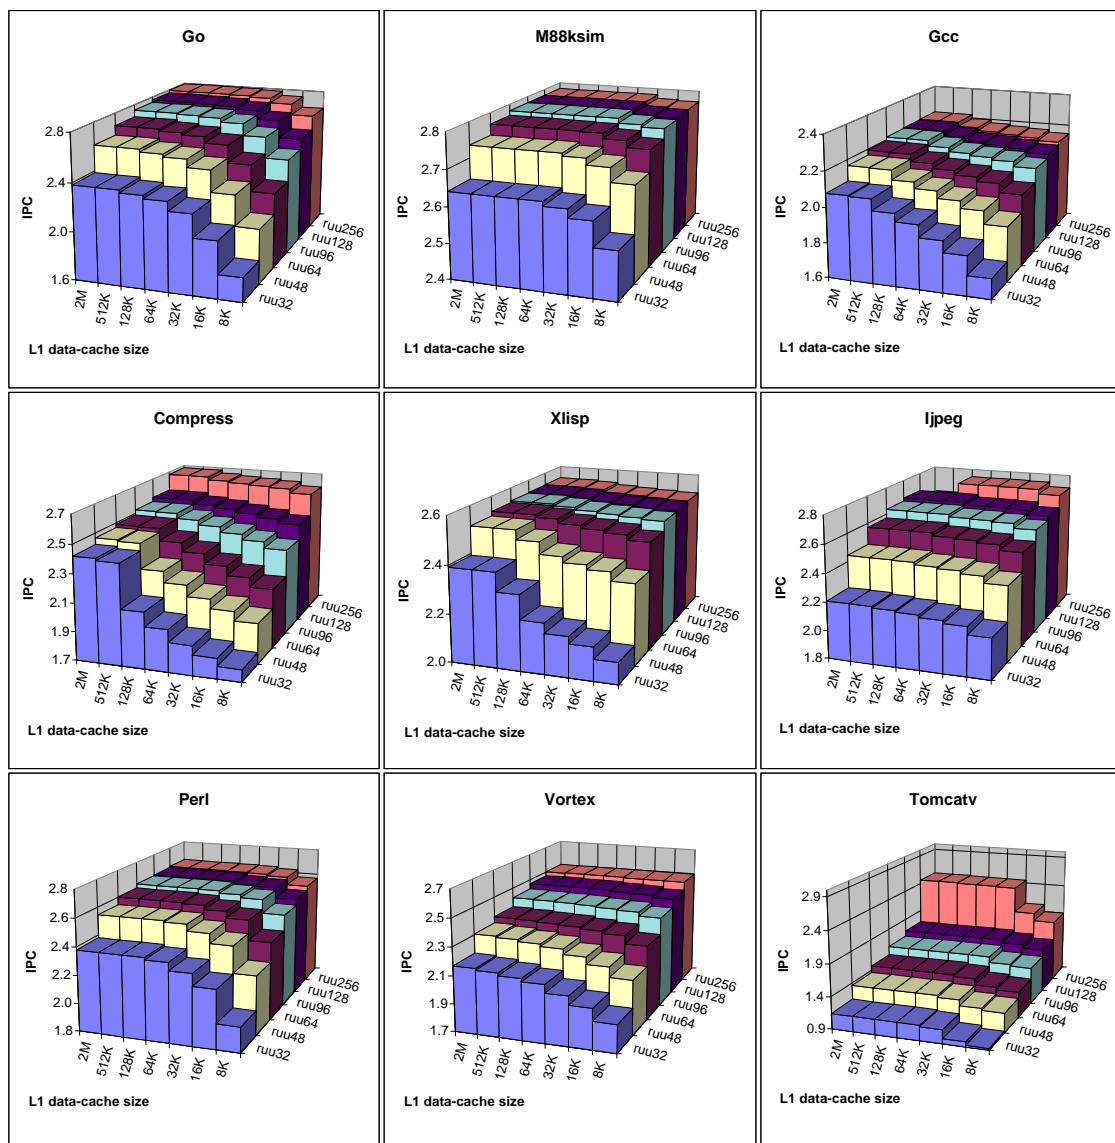 Go
2.8
2.4
2.0
1.6
IPC
2M
512K
128K
64K
32K
16K
8K
ruu32
ruu48
ruu64
ruu96
ruu128
ruu256
L1 data-cache size
M88ksim
2.8
2.7
2.6
2.5
2.4
IPC
2M
512K
128K
64K
32K
16K
8K
ruu32
ruu48
ruu64
ruu96
ruu128
ruu256
L1 data-cache size
Gcc
2.4
2.2
2.0
1.8
1.6
IPC
2M
512K
128K
64K
32K
16K
8K
ruu32
ruu48
ruu64
ruu96
ruu128
ruu256
L1 data-cache size
Compress
2.7
2.5
2.3
2.1
1.9
1.7
IPC
2M
512K
128K
64K
32K
16K
8K
ruu32
ruu48
ruu64
ruu96
ruu128
ruu256
L1 data-cache size
Xlisp
2.6
2.4
2.2
2.0
IPC
2M
512K
128K
64K
32K
16K
8K
ruu32
ruu48
ruu64
ruu96
ruu128
ruu256
L1 data-cache size
Ijpeg
2.8
2.4
2.2
2.0
1.8
IPC
2M
512K
128K
64K
32K
16K
8K
ruu32
ruu48
ruu64
ruu96
ruu128
ruu256
L1 data-cache size
Perl
2.8
2.6
2.4
2.2
2.0
1.8
IPC
2M
512K
128K
64K
32K
16K
8K
ruu32
ruu48
ruu64
ruu96
ruu128
ruu256
L1 data-cache size
Vortex
2.7
2.5
2.3
2.1
1.9
1.7
IPC
2M
512K
128K
64K
32K
16K
8K
ruu32
ruu48
ruu64
ruu96
ruu128
ruu256
L1 data-cache size
Tomcatv
2.9
2.4
1.9
1.4
0.9
IPC
2M
512K
128K
64K
32K
16K
8K
ruu32
ruu48
ruu64
ruu96
ruu128
ruu256
L1 data-cache size